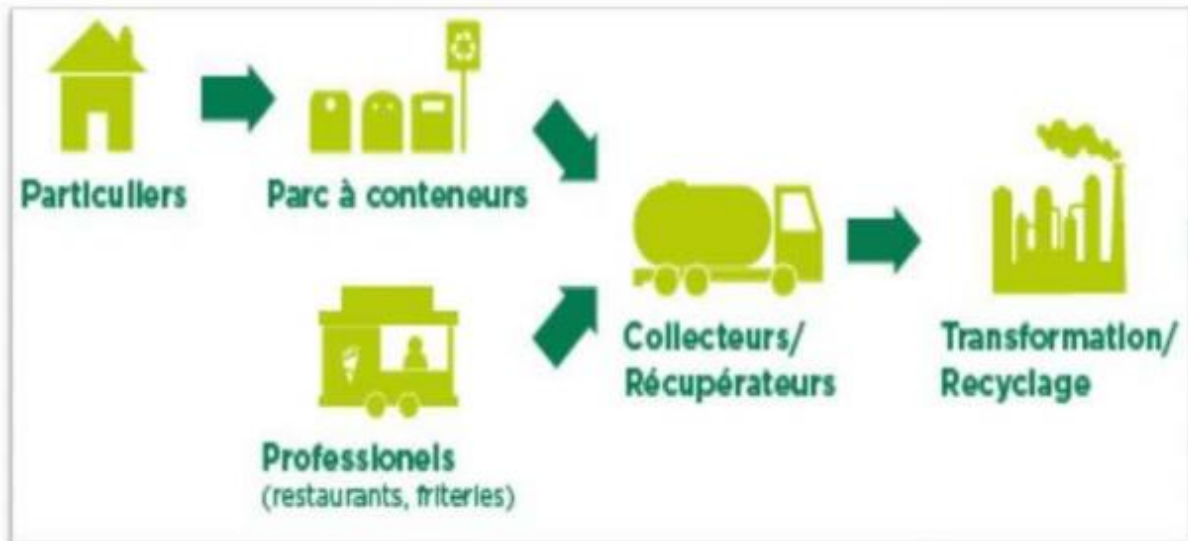 Particuliers
Parc à conteneurs
Collecteurs/
Récupérateurs
Transformation/
Recyclage
Professionels
(restaurants, friteries)